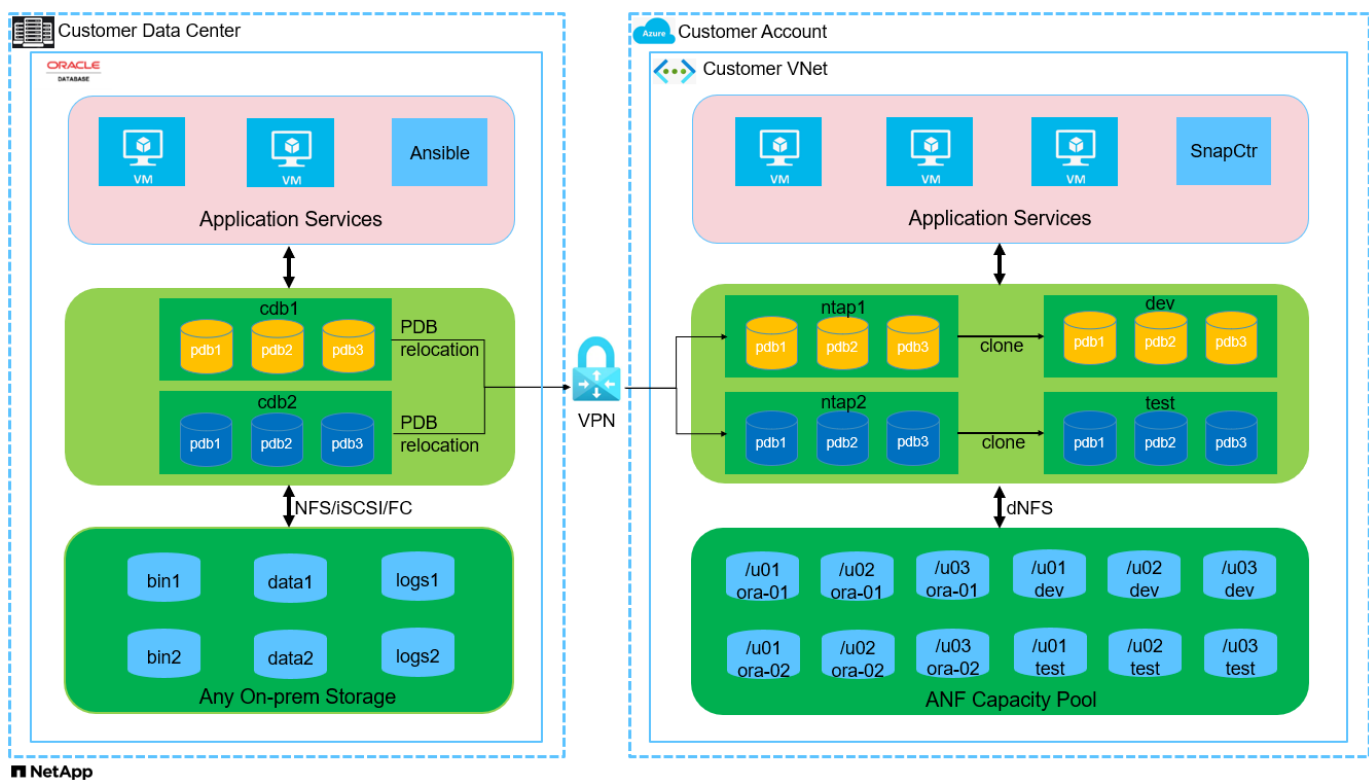 Customer Data Center
ORACLE
DATABASE
VM
VM
Ansible
Application Services
cdb1
pdb1
pdb2
pdb3
PDB
relocation
cdb2
pdb1
pdb2
pdb3
PDB
relocation
NFS/iSCSI/FC
bin1
data1
logs1
bin2
data2
logs2
Any On-prem Storage
VPN
Azure
Customer Account
Customer VNet
VM
VM
VM
SnapCtr
Application Services
ntap1
pdb1
pdb2
pdb3
clone
dev
pdb1
pdb2
pdb3
ntap2
pdb1
pdb2
pdb3
clone
test
pdb1
pdb2
pdb3
dNFS
/u01
ora-01
/u02
ora-01
/u03
ora-01
/u01
dev
/u02
dev
/u03
dev
/u01
ora-02
/u02
ora-02
/u03
ora-02
/u01
test
/u02
test
/u03
test
ANF Capacity Pool
NetApp